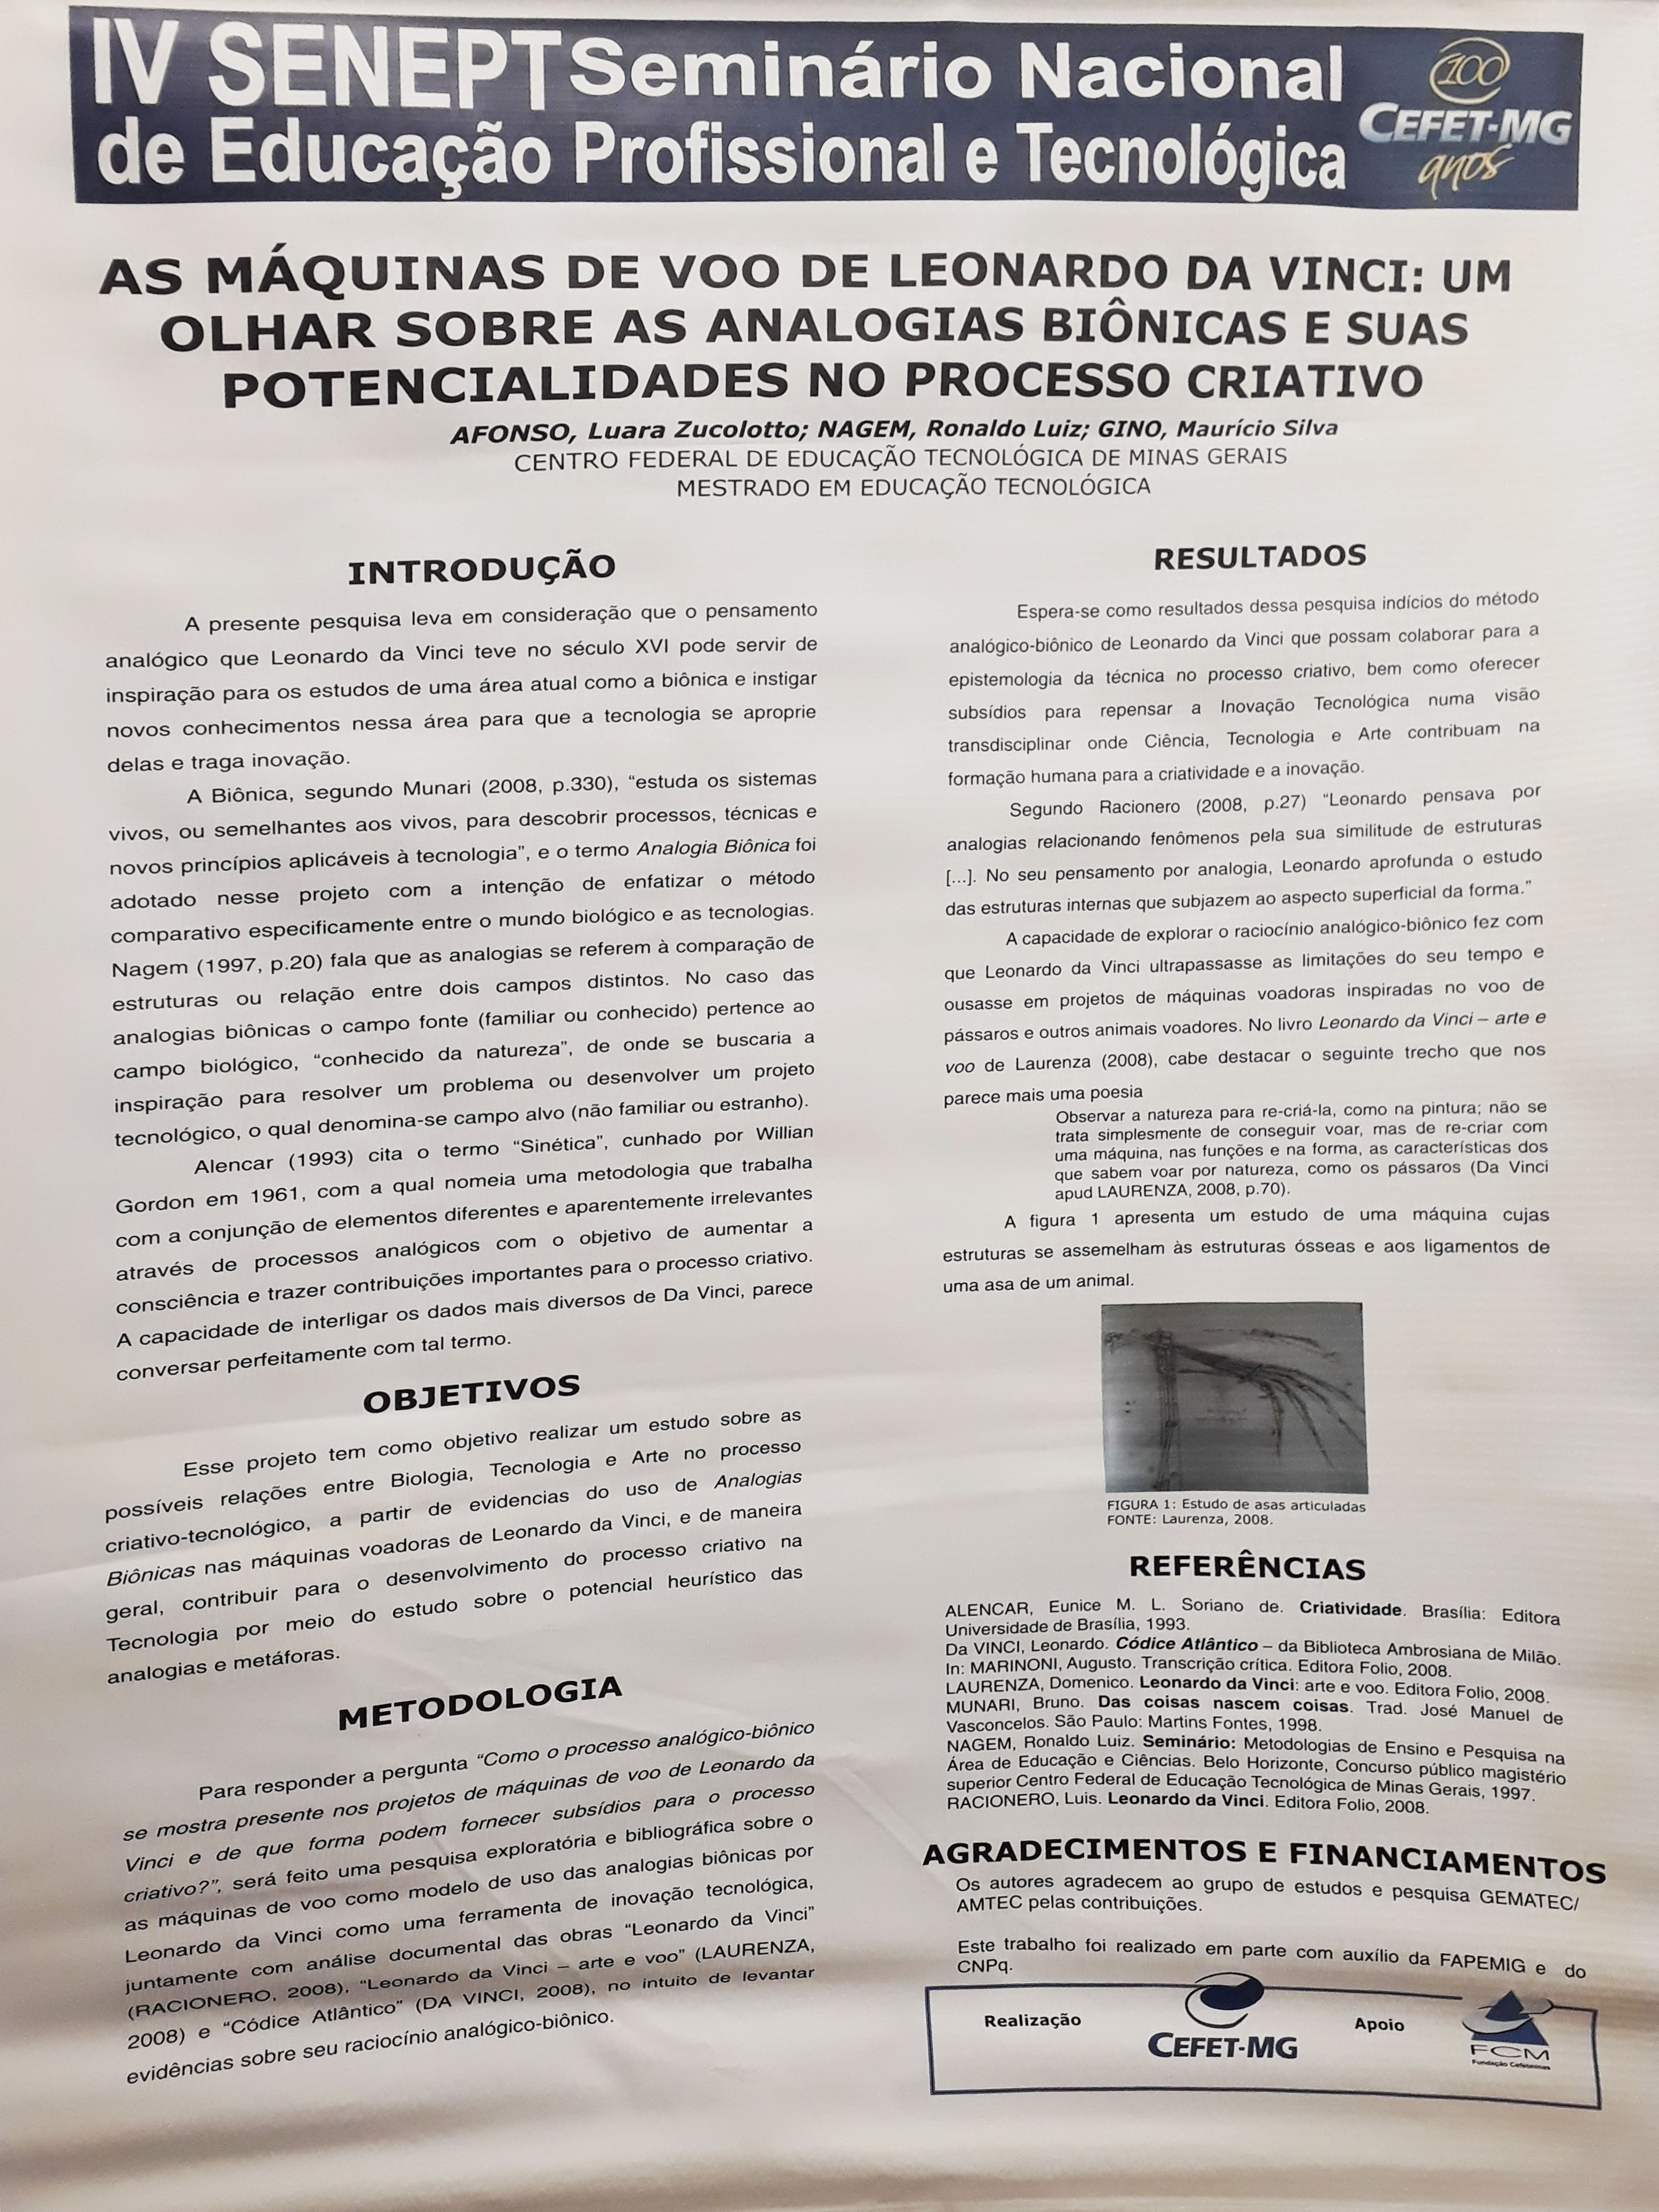 IV SENEPT Seminário Nacional
de Educação Profissional e Tecnológica
100
CEFET-MG
anos
AS MÁQUINAS DE VOO DE LEONARDO DA VINCI: UM
OLHAR SOBRE AS ANALOGIAS BIÔNICAS E SUAS
POTENCIALIDADES NO PROCESSO CRIATIVO
AFONSO, Luara Zucolotto; NAGEM, Ronaldo Luiz; GINO, Maurício Silva
CENTRO FEDERAL DE EDUCAÇÃO TECNOLÓGICA DE MINAS GERAIS
MESTRADO EM EDUCAÇÃO TECNOLÓGICA
INTRODUÇÃO
A presente pesquisa leva em consideração que o pensamento
analógico que Leonardo da Vinci teve no século XVI pode servir de
inspiração para os estudos de uma área atual como a biônica e instigar
novos conhecimentos nessa área para que a tecnologia se aproprie
delas e traga inovação.
A Biônica, segundo Munari (2008, p.330), “estuda os sistemas
vivos, ou semelhantes aos vivos, para descobrir processos, técnicas e
novos princípios aplicáveis à tecnologia”, e o termo Analogia Biônica foi
adotado nesse projeto com a intenção de enfatizar o método
comparativo especificamente entre o mundo biológico e as tecnologias.
Nagem (1997, p.20) fala que as analogias se referem à comparação de
estruturas ou relação entre dois campos distintos. No caso das
analogias biônicas o campo fonte (familiar ou conhecido) pertence ao
campo biológico, “conhecido da natureza”, de onde se buscaria a
inspiração para resolver um problema ou desenvolver um projeto
tecnológico, o qual denomina-se campo alvo (não familiar ou estranho).
Alencar (1993) cita o termo “Sinética”, cunhado por Willian
Gordon em 1961, com a qual nomeia uma metodologia que trabalha
com a conjunção de elementos diferentes e aparentemente irrelevantes
através de processos analógicos com o objetivo de aumentar a
consciência e trazer contribuições importantes para o processo criativo.
A capacidade de interligar os dados mais diversos de Da Vinci, parece
conversar perfeitamente com tal termo.
OBJETIVOS
Esse projeto tem como objetivo realizar um estudo sobre as
possíveis relações entre Biologia, Tecnologia e Arte no processo
criativo-tecnológico, a partir de evidencias do uso de Analogias
Biônicas nas máquinas voadoras de Leonardo da Vinci, e de maneira
geral, contribuir para o desenvolvimento do processo criativo na
Tecnologia por meio do estudo sobre o potencial heurístico das
analogias e metáforas.
METODOLOGIA
Para responder a pergunta “Como o processo analógico-biônico
se mostra presente nos projetos de máquinas de voo de Leonardo da
Vinci e de que forma podem fornecer subsídios para o processo
criativo?”, será feito uma pesquisa exploratória e bibliográfica sobre o
as máquinas de voo como modelo de uso das analogias biônicas por
Leonardo da Vinci como uma ferramenta de inovação tecnológica,
juntamente com análise documental das obras “Leonardo da Vinci”
(RACIONERO, 2008), “Leonardo da Vinci – arte e voo” (LAURENZA,
2008) e “Códice Atlântico” (DA VINCI, 2008), no intuito de levantar
evidências sobre seu raciocínio analógico-biônico.
RESULTADOS
Espera-se como resultados dessa pesquisa indícios do método
analógico-biônico de Leonardo da Vinci que possam colaborar para a
epistemologia da técnica no processo criativo, bem como oferecer
subsídios para repensar a Inovação Tecnológica numa visão
transdisciplinar onde Ciência, Tecnologia e Arte contribuam na
formação humana para a criatividade e a inovação.
Segundo Racionero (2008, p.27) “Leonardo pensava por
analogias relacionando fenômenos pela sua similitude de estruturas
[...]. No seu pensamento por analogia, Leonardo aprofunda o estudo
das estruturas internas que subjazem ao aspecto superficial da forma.”
A capacidade de explorar o raciocínio analógico-biônico fez com
que Leonardo da Vinci ultrapassasse as limitações do seu tempo e
ousasse em projetos de máquinas voadoras inspiradas no voo de
pássaros e outros animais voadores. No livro Leonardo da Vinci – arte e
voo de Laurenza (2008), cabe destacar o seguinte trecho que nos
parece mais uma poesia
Observar a natureza para re-criá-la, como na pintura; não se
trata simplesmente de conseguir voar, mas de re-criar com
uma máquina, nas funções e na forma, as características dos
que sabem voar por natureza, como os pássaros (Da Vinci
apud LAURENZA, 2008, p.70).
A figura 1 apresenta um estudo de uma máquina cujas
estruturas se assemelham às estruturas ósseas e aos ligamentos de
uma asa de um animal.
FIGURA 1: Estudo de asas articuladas
FONTE: Laurenza, 2008.
REFERÊNCIAS
ALENCAR, Eunice M. L. Soriano de. Criatividade. Brasília: Editora
Universidade de Brasília, 1993.
Da VINCI, Leonardo. Códice Atlântico – da Biblioteca Ambrosiana de Milão.
In: MARINONI, Augusto. Transcrição crítica. Editora Folio, 2008.
LAURENZA, Domenico. Leonardo da Vinci: arte e voo. Editora Folio, 2008.
MUNARI, Bruno. Das coisas nascem coisas. Trad. José Manuel de
Vasconcelos. São Paulo: Martins Fontes, 1998.
NAGEM, Ronaldo Luiz. Seminário: Metodologias de Ensino e Pesquisa na
Área de Educação e Ciências. Belo Horizonte, Concurso público magistério
superior Centro Federal de Educação Tecnológica de Minas Gerais, 1997.
RACIONERO, Luis. Leonardo da Vinci. Editora Folio, 2008.
AGRADECIMENTOS E FINANCIAMENTOS
Os autores agradecem ao grupo de estudos e pesquisa GEMATEC/
AMTEC pelas contribuições.
Este trabalho foi realizado em parte com auxílio da FAPEMIG e do
CNPq.
Realização
CEFET-MG
Apoio
FCM
Fundação Cefetminas